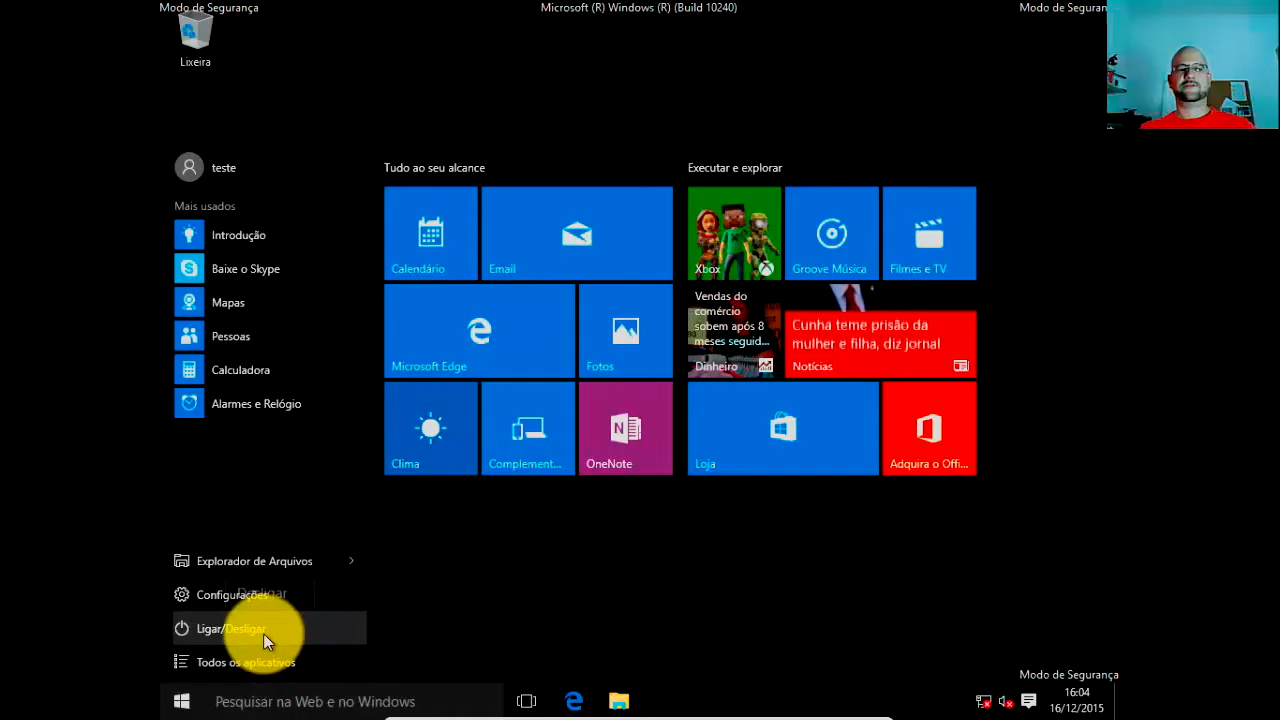 Modo de Segurança
Microsoft (R) Windows (R) (Build 10240)
Modo de Seguran
Lixeira
teste
Mais usados
Introdução
Baixe o Skype
Mapas
Pessoas
Calculadora
Alarmes e Relógio
Tudo ao seu alcance
Calendário
Email
Microsoft Edge
Fotos
Clima
Complement...
OneNote
Executar e explorar
Xbox
Groove Música
Filmes e TV
Vendas do
comércio
sobem após 8
meses seguid...
Dinheiro
Cunha teme prisão da
mulher e filha, diz jornal
Notícias
Loja
Adquira o Offi...
Explorador de Arquivos
Configurações
Desligar
Ligar/Desligar
Todos os aplicativos
Modo de Segurança
Pesquisar na Web e no Windows
16:04
16/12/2015